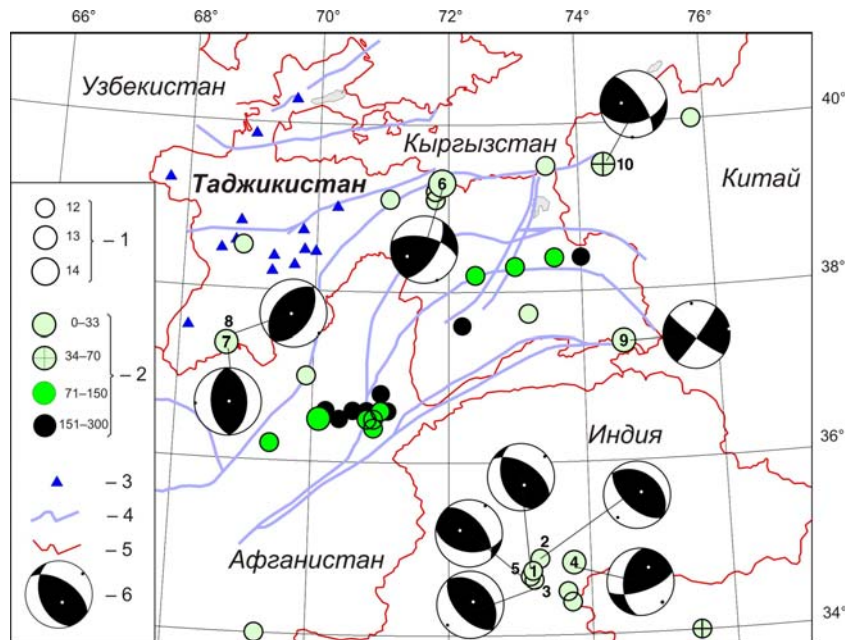 66° 68° 70° 72° 74° 76°
Узбекистан
40°
Кыргызстан
10
Китай
Таджикистан
6
12
13 – 1
14
38°
0–33
34–70 – 2
71–150
151–300
8
7
9
36°
Индия
– 3
– 4
– 5
– 6
Афганистан
2
5 1 4
3
34°